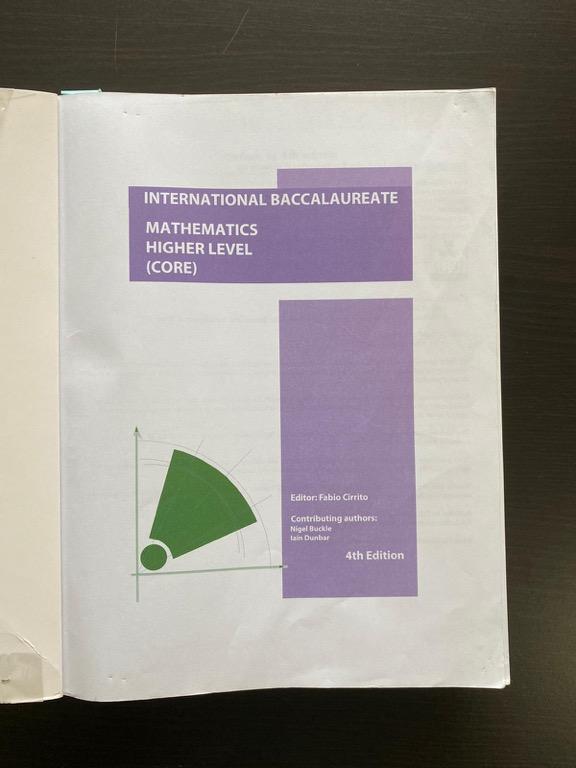 INTERNATIONAL BACCALAUREATE
MATHEMATICS
HIGHER LEVEL
(CORE)
Editor: Fabio Cirrito
Contributing authors:
Nigel Buckle
Iain Dunbar
4th Edition